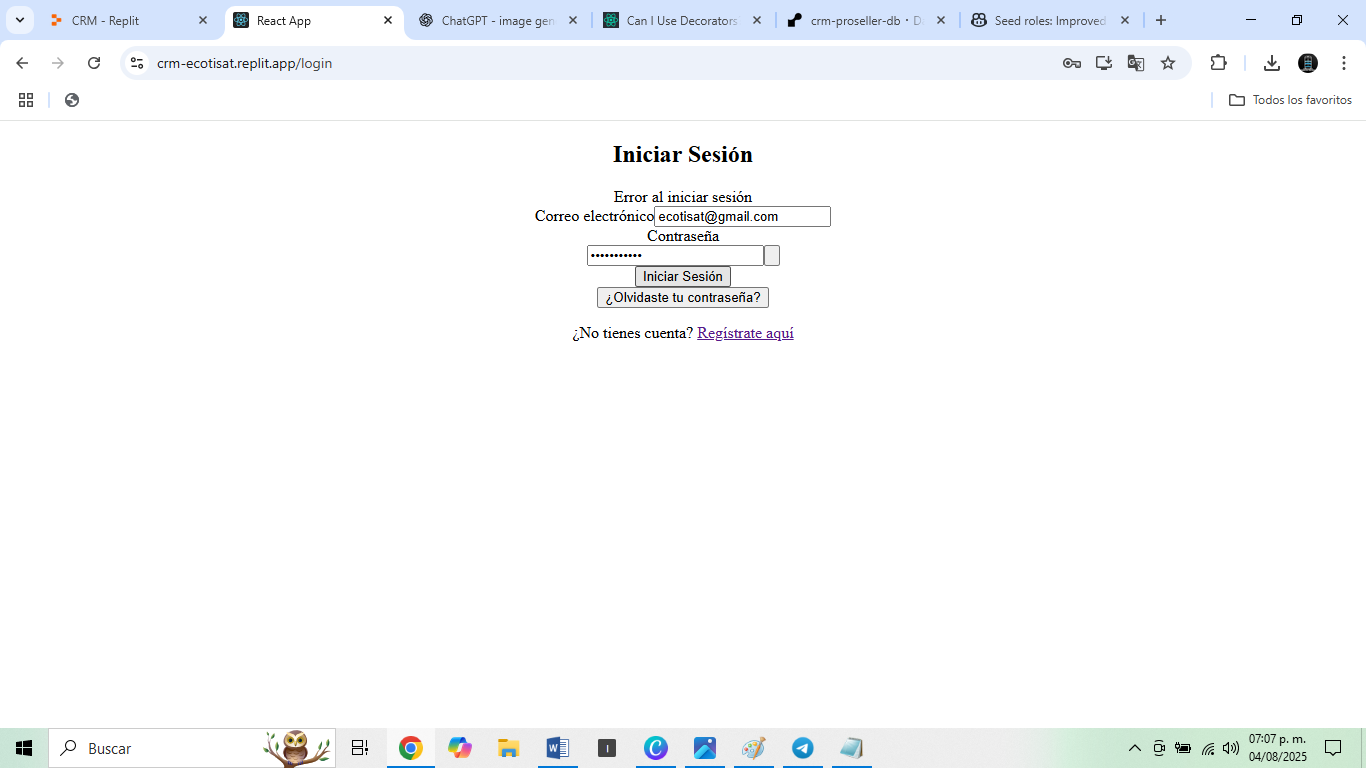 CRM - Replit
React App
ChatGPT - image gen
Can I Use Decorators
crm-proseller-db • D
Seed roles: Improved
crm-ecotisat.replit.app/login
Todos los favoritos
Iniciar Sesión
Error al iniciar sesión
Correo electrónico ecotisat@gmail.com
Contraseña
•••••••••••
Iniciar Sesión
¿Olvidaste tu contraseña?
¿No tienes cuenta? Regístrate aquí
Buscar
07:07 p. m.
04/08/2025